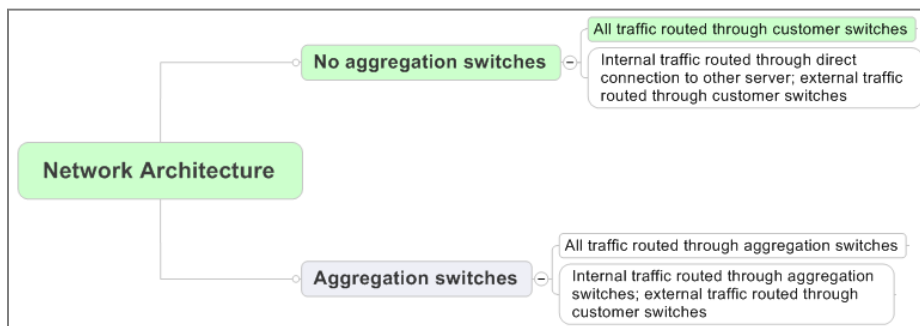 All traffic routed through customer switches
No aggregation switches
Internal traffic routed through direct
connection to other server; external traffic
routed through customer switches
Network Architecture
All traffic routed through aggregation switches
Aggregation switches
Internal traffic routed through aggregation
switches; external traffic routed through
customer switches